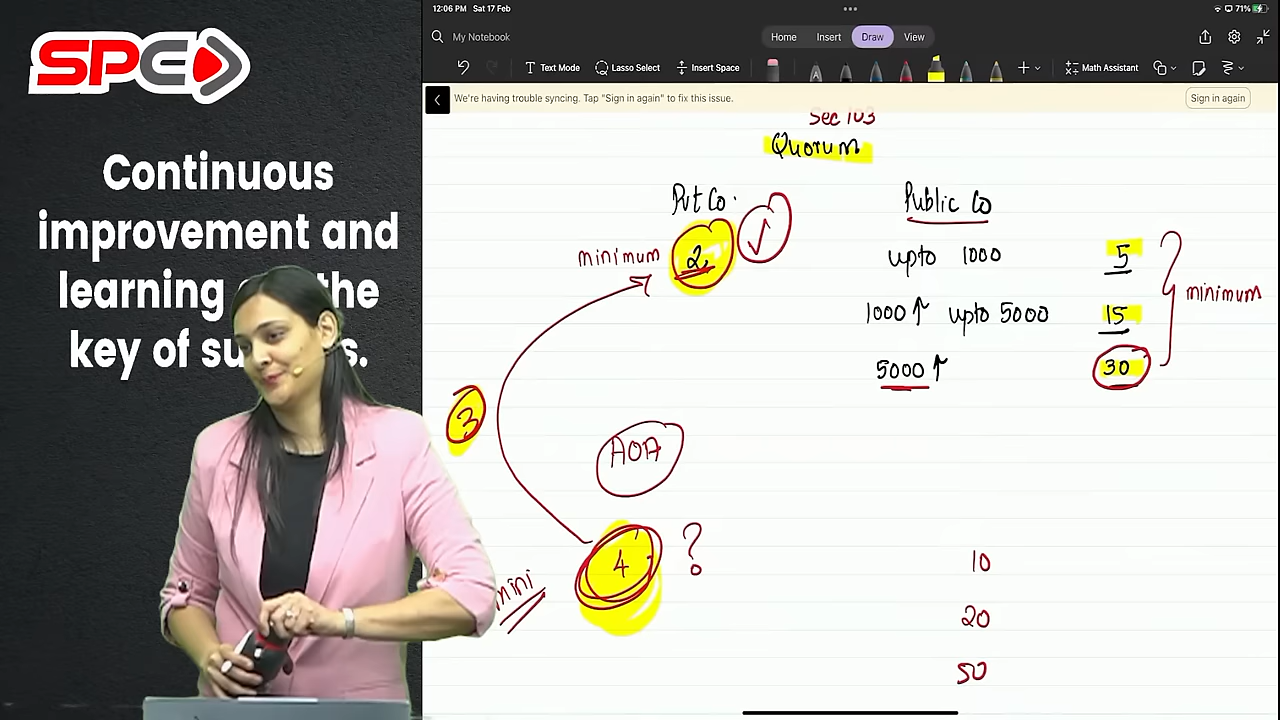 SPC
Continuous
improvement and
learning the
key of su s.
12:06 PM Sat 17 Feb
71%
My Notebook
Home Insert Draw View
Text Mode Lasso Select Insert Space Math Assistant
We're having trouble syncing. Tap "Sign in again" to fix this issue. Sign in again
Sec 103
Quorum
Pvt Co. Public Co
minimum 2 ✓ upto 1000 5
1000↑ upto 5000 15 minimum
5000↑ 30
3
AOA
4 ?
mini
10
20
50